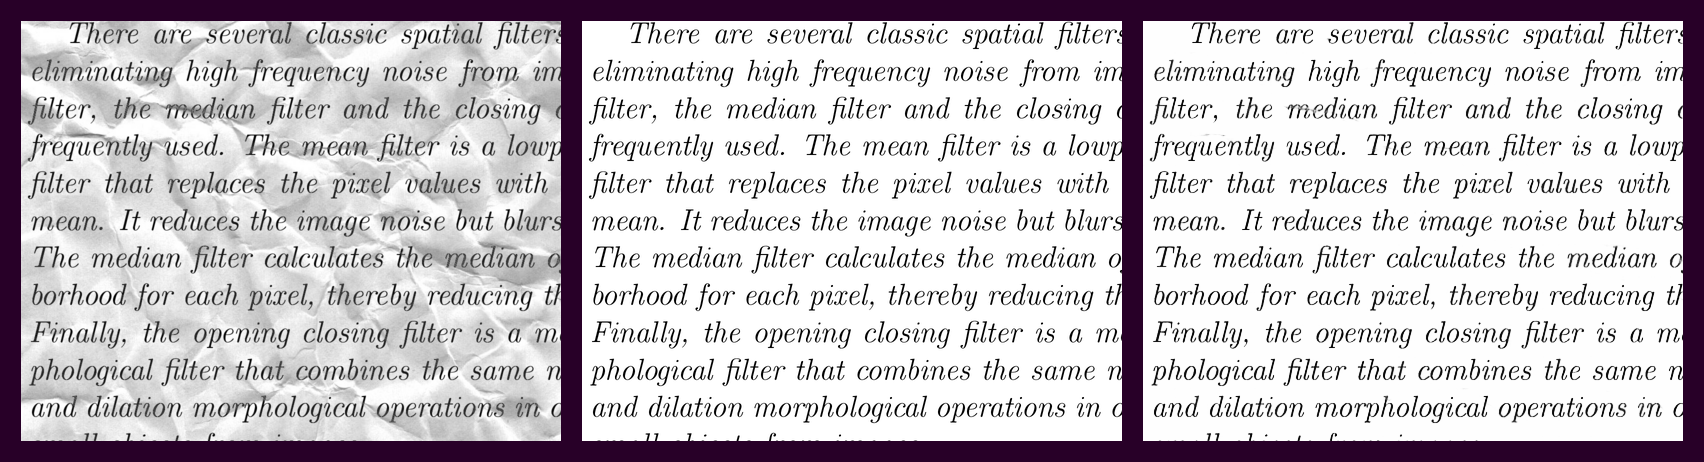 There are several classic spatial filters
eliminating high frequency noise from im
filter, the median filter and the closing
frequently used. The mean filter is a lowp
filter that replaces the pixel values with
mean. It reduces the image noise but blurs
The median filter calculates the median o
borhood for each pixel, thereby reducing th
Finally, the opening closing filter is a m
phological filter that combines the same n
and dilation morphological operations in o
There are several classic spatial filters
eliminating high frequency noise from im
filter, the median filter and the closing
frequently used. The mean filter is a lowp
filter that replaces the pixel values with
mean. It reduces the image noise but blurs
The median filter calculates the median o
borhood for each pixel, thereby reducing th
Finally, the opening closing filter is a m
phological filter that combines the same n
and dilation morphological operations in o
There are several classic spatial filters
eliminating high frequency noise from im
filter, the median filter and the closing
frequently used. The mean filter is a lowp
filter that replaces the pixel values with
mean. It reduces the image noise but blurs
The median filter calculates the median o
borhood for each pixel, thereby reducing th
Finally, the opening closing filter is a m
phological filter that combines the same n
and dilation morphological operations in o